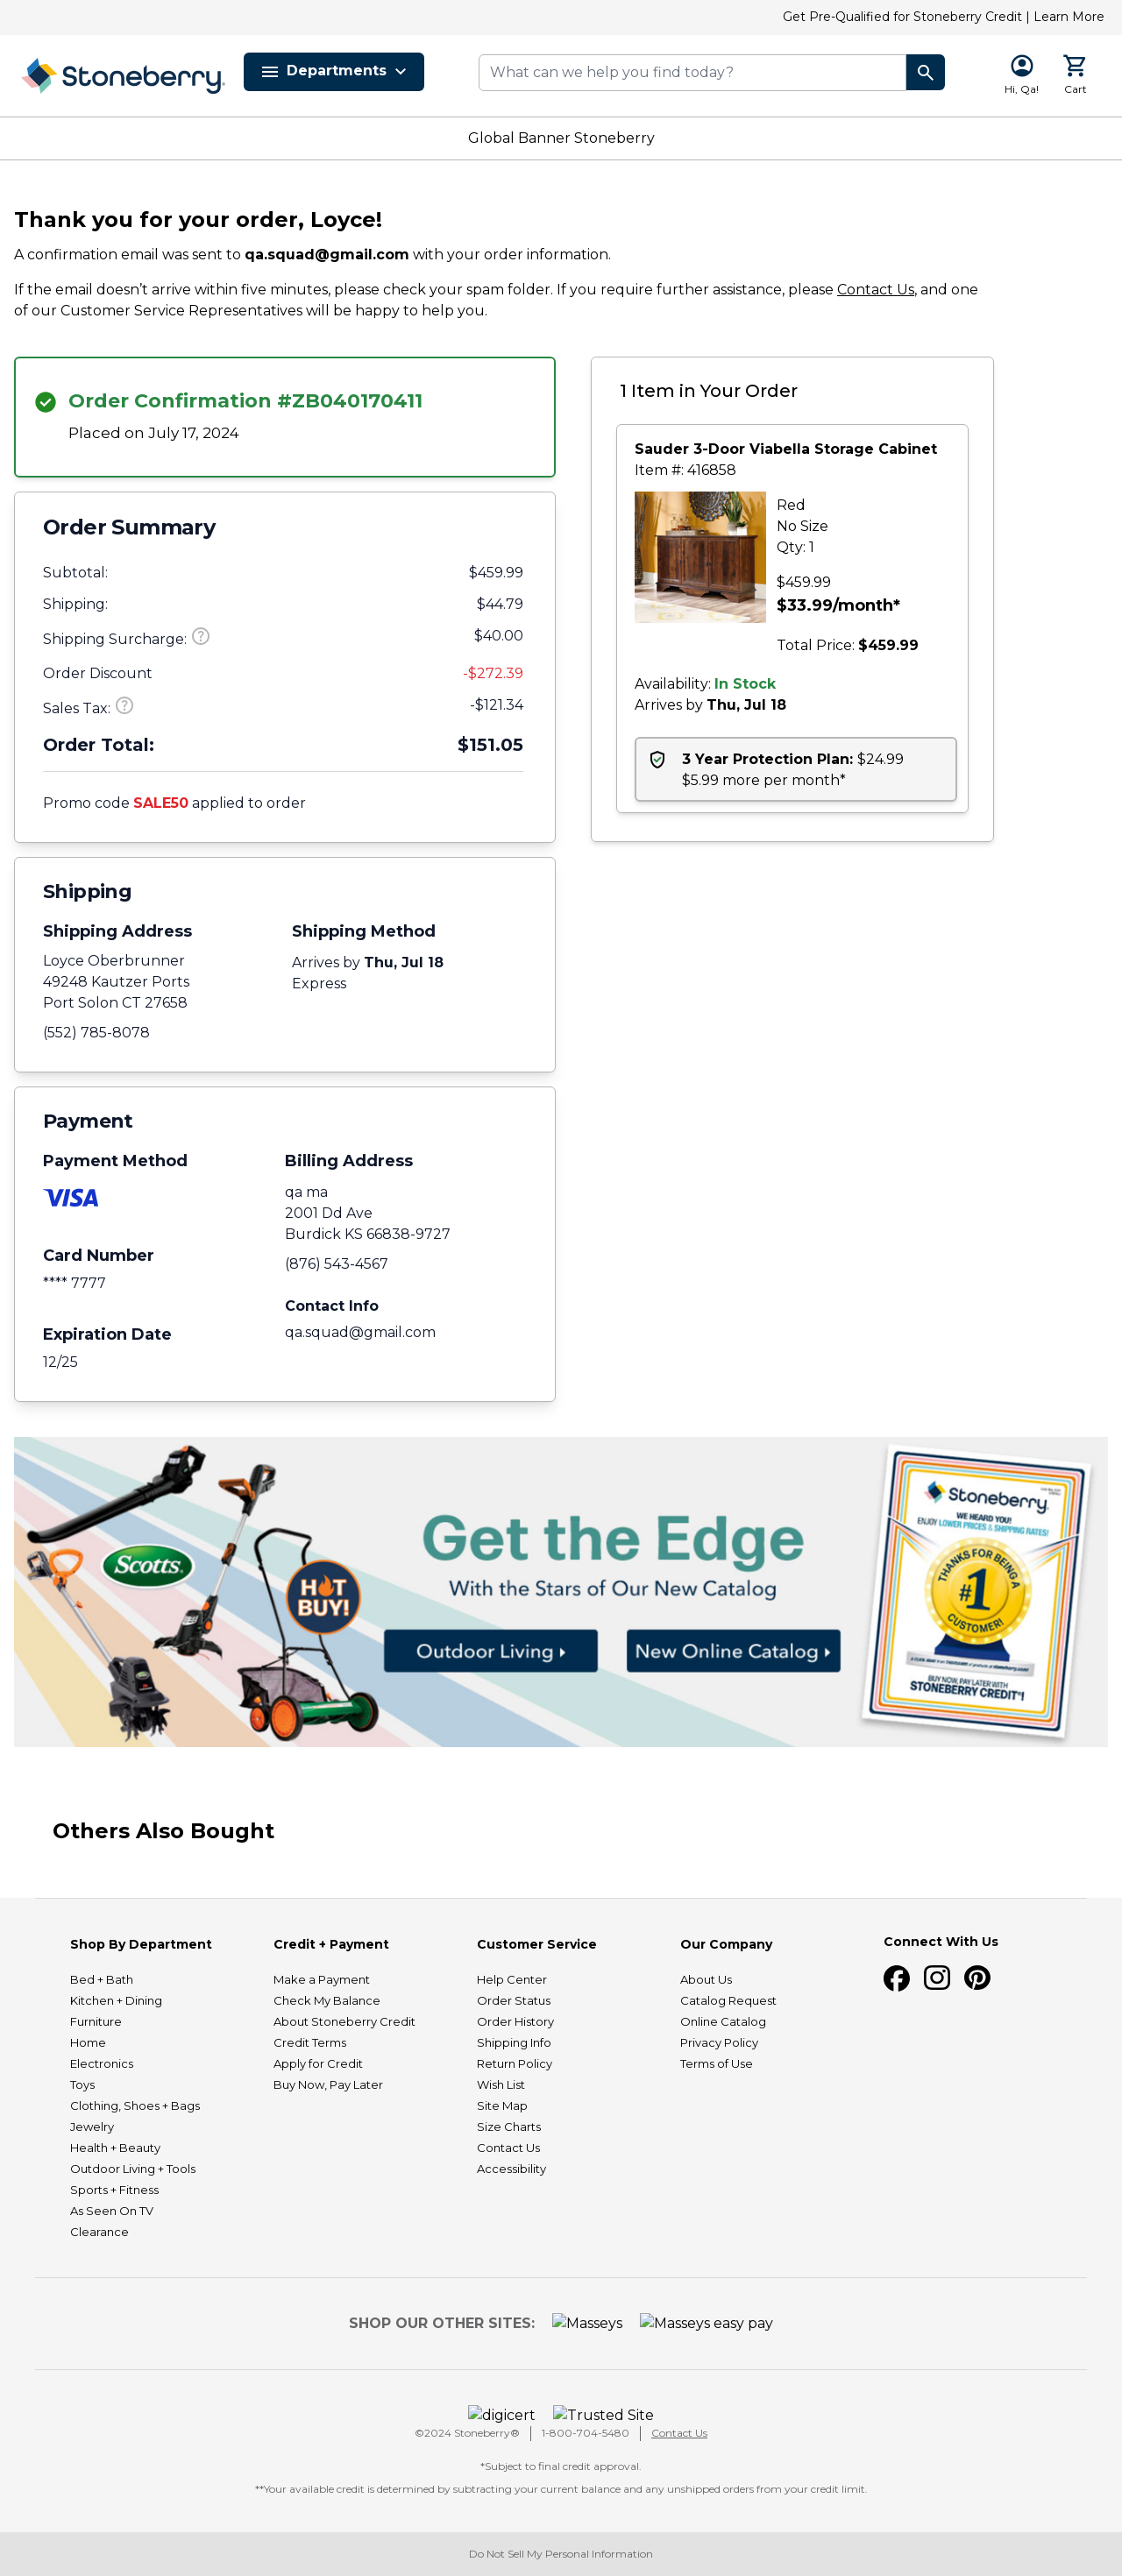 Get Pre-Qualified for Stoneberry Credit | Learn More
Stoneberry
Departments
What can we help you find today?
Hi, Qa!
Cart
Global Banner Stoneberry
Thank you for your order, Loyce!
A confirmation email was sent to qa.squad@gmail.com with your order information.
If the email doesn’t arrive within five minutes, please check your spam folder. If you require further assistance, please Contact Us, and one
of our Customer Service Representatives will be happy to help you.
Order Confirmation #ZB040170411
Placed on July 17, 2024
Order Summary
Subtotal: $459.99
Shipping: $44.79
Shipping Surcharge: ? $40.00
Order Discount -$272.39
Sales Tax: ? -$121.34
Order Total: $151.05
Promo code SALE50 applied to order
1 Item in Your Order
Sauder 3-Door Viabella Storage Cabinet
Item #: 416858
Red
No Size
Qty: 1
$459.99
$33.99/month*
Total Price: $459.99
Availability: In Stock
Arrives by Thu, Jul 18
3 Year Protection Plan: $24.99
$5.99 more per month*
Shipping
Shipping Address
Loyce Oberbrunner
49248 Kautzer Ports
Port Solon CT 27658
(552) 785-8078
Shipping Method
Arrives by Thu, Jul 18
Express
Payment
Payment Method
VISA
Card Number
**** 7777
Expiration Date
12/25
Billing Address
qa ma
2001 Dd Ave
Burdick KS 66838-9727
(876) 543-4567
Contact Info
qa.squad@gmail.com
Scotts
HOT
BUY!
Get the Edge
With the Stars of Our New Catalog
Outdoor Living
New Online Catalog
Stoneberry
WE HEARD YOU!
ENJOY LOWER PRICES & SHIPPING RATES!
THANKS FOR BEING A
#1
CUSTOMER!
BUY NOW, PAY LATER WITH
STONEBERRY CREDIT*!
Others Also Bought
Shop By Department
Bed + Bath
Kitchen + Dining
Furniture
Home
Electronics
Toys
Clothing, Shoes + Bags
Jewelry
Health + Beauty
Outdoor Living + Tools
Sports + Fitness
As Seen On TV
Clearance
Credit + Payment
Make a Payment
Check My Balance
About Stoneberry Credit
Credit Terms
Apply for Credit
Buy Now, Pay Later
Customer Service
Help Center
Order Status
Order History
Shipping Info
Return Policy
Wish List
Site Map
Size Charts
Contact Us
Accessibility
Our Company
About Us
Catalog Request
Online Catalog
Privacy Policy
Terms of Use
Connect With Us
SHOP OUR OTHER SITES: Masseys Masseys easy pay
digicert Trusted Site
©2024 Stoneberry® | 1-800-704-5480 | Contact Us
*Subject to final credit approval.
**Your available credit is determined by subtracting your current balance and any unshipped orders from your credit limit.
Do Not Sell My Personal Information